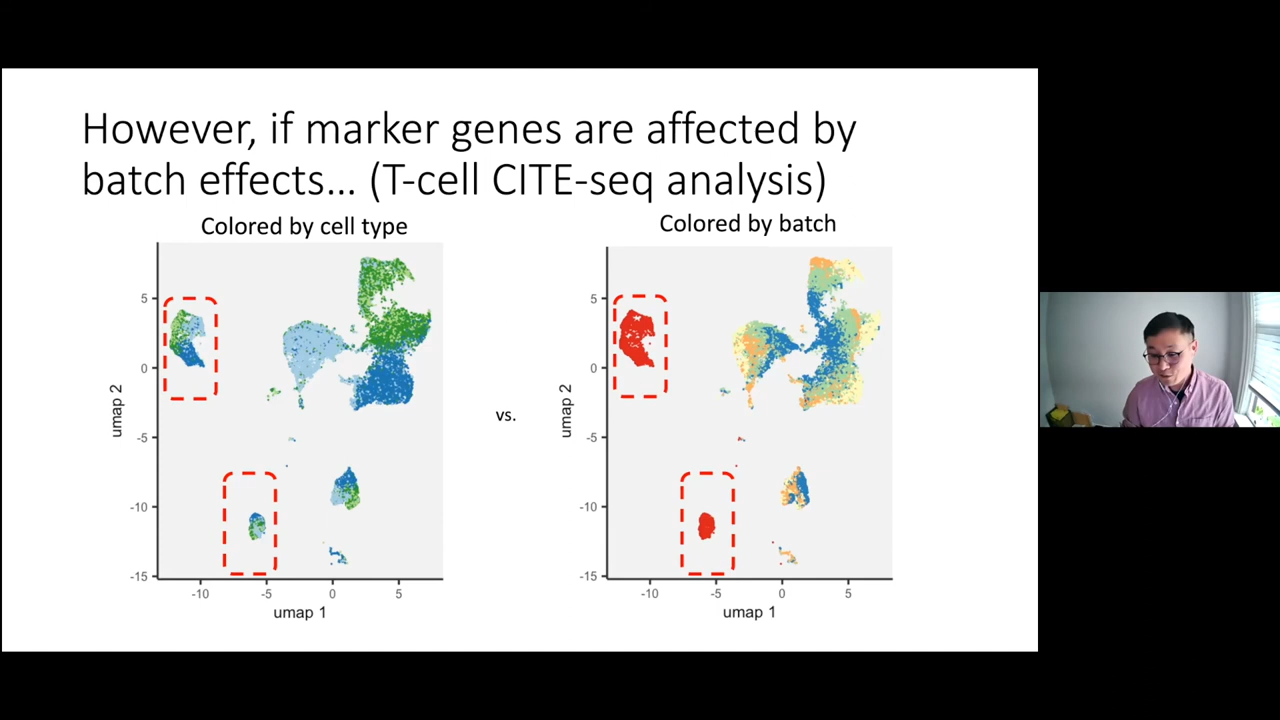 However, if marker genes are affected by
batch effects... (T-cell CITE-seq analysis)
Colored by cell type
Colored by batch
5
0
-5
-10
-15
umap 2
-10
-5
0
5
umap 1
vs.
5
0
-5
-10
-15
umap 2
-10
-5
0
5
umap 1